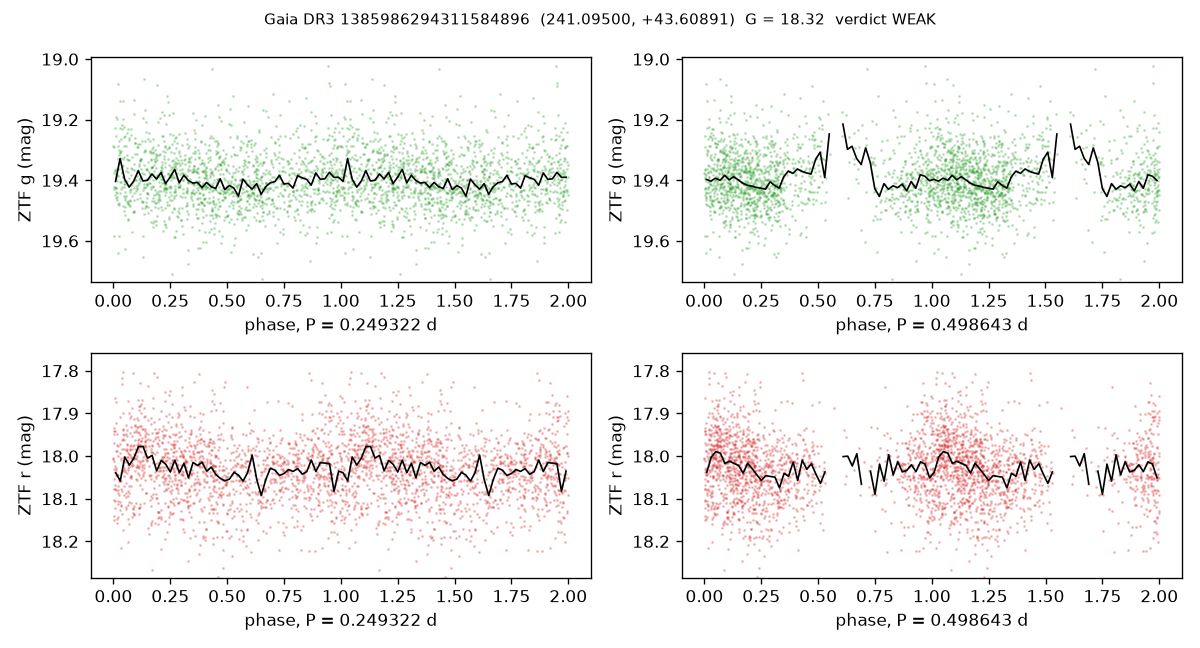 Gaia DR3 1385986294311584896  (241.09500, +43.60891)  G = 18.32  verdict WEAK
ZTF g (mag)
19.0
19.2
19.4
19.6
0.00 0.25 0.50 0.75 1.00 1.25 1.50 1.75 2.00
phase, P = 0.249322 d
ZTF g (mag)
19.0
19.2
19.4
19.6
0.00 0.25 0.50 0.75 1.00 1.25 1.50 1.75 2.00
phase, P = 0.498643 d
ZTF r (mag)
17.8
17.9
18.0
18.1
18.2
0.00 0.25 0.50 0.75 1.00 1.25 1.50 1.75 2.00
phase, P = 0.249322 d
ZTF r (mag)
17.8
17.9
18.0
18.1
18.2
0.00 0.25 0.50 0.75 1.00 1.25 1.50 1.75 2.00
phase, P = 0.498643 d